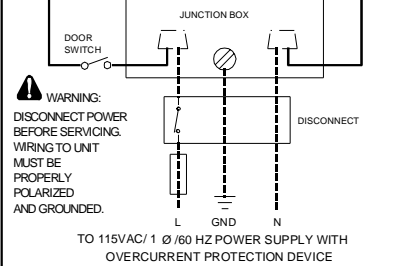 JUNCTION BOX
DOOR
SWITCH
WARNING:
DISCONNECT POWER
BEFORE SERVICING.
WIRING TO UNIT
MUST BE
PROPERLY
POLARIZED
AND GROUNDED.
DISCONNECT
L GND N
TO 115VAC/ 1 Ø /60 HZ POWER SUPPLY WITH
OVERCURRENT PROTECTION DEVICE